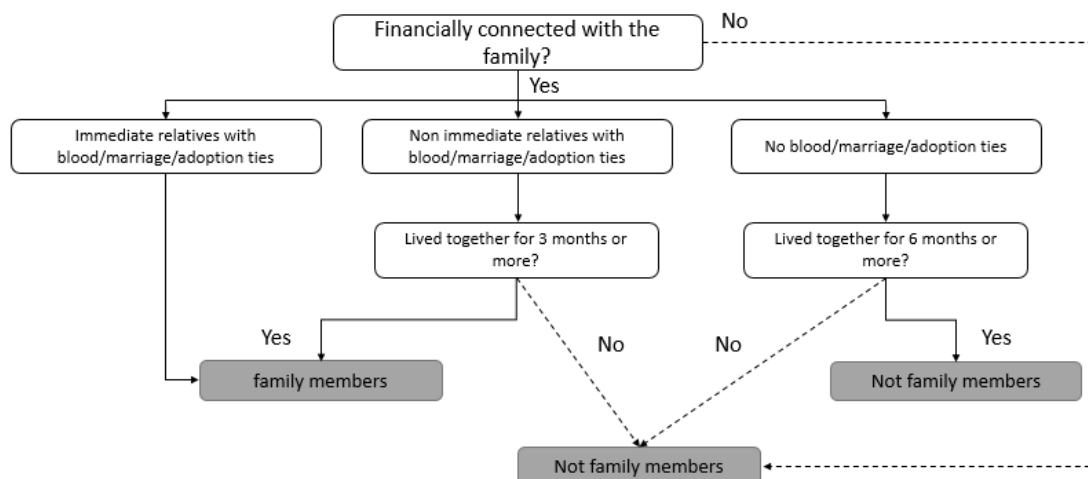 Financially connected with the
family?
No
Yes
Immediate relatives with
blood/marriage/adoption ties
Non immediate relatives with
blood/marriage/adoption ties
No blood/marriage/adoption ties
Lived together for 3 months or
more?
Lived together for 6 months or
more?
Yes
No
No
Yes
family members
Not family members
Not family members